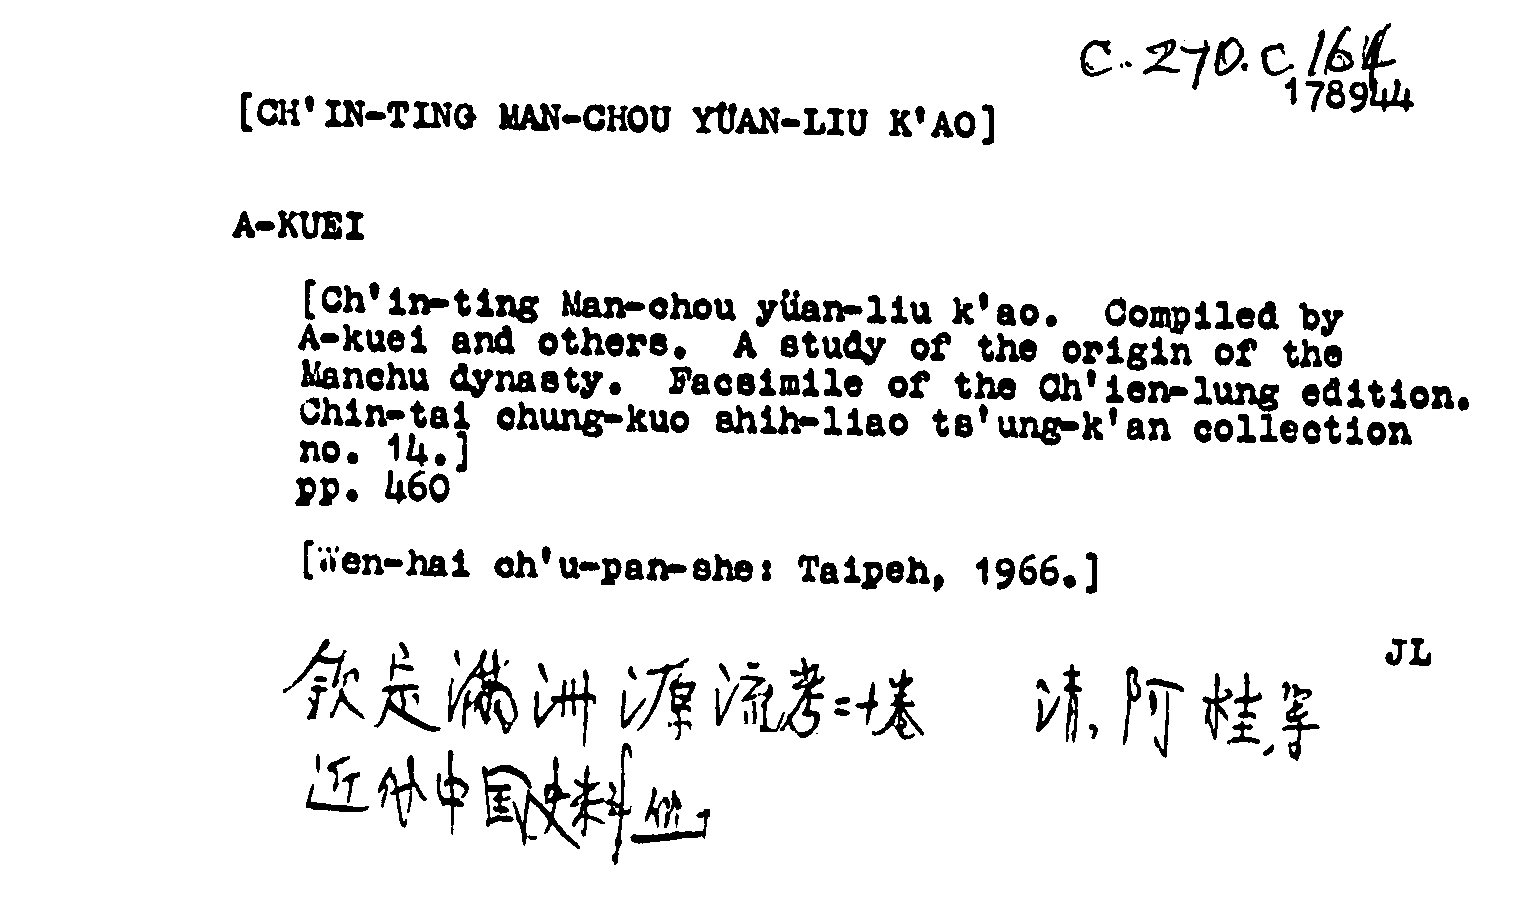 C.270.C.164
178944
[CH'IN-TING MAN-CHOU YÜAN-LIU K'AO]
A-KUEI
[Ch'in-ting Man-chou yüan-liu k'ao. Compiled by
A-kuei and others. A study of the origin of the
Manchu dynasty. Facsimile of the Ch'ien-lung edition.
Chin-tai chung-kuo shih-liao ts'ung-k'an collection
no. 14.]
pp. 460
[Wen-hai ch'u-pan-she: Taipeh, 1966.]
JL
欽定滿洲源流考二十卷 清,阿桂,等
近代中国史料丛刊